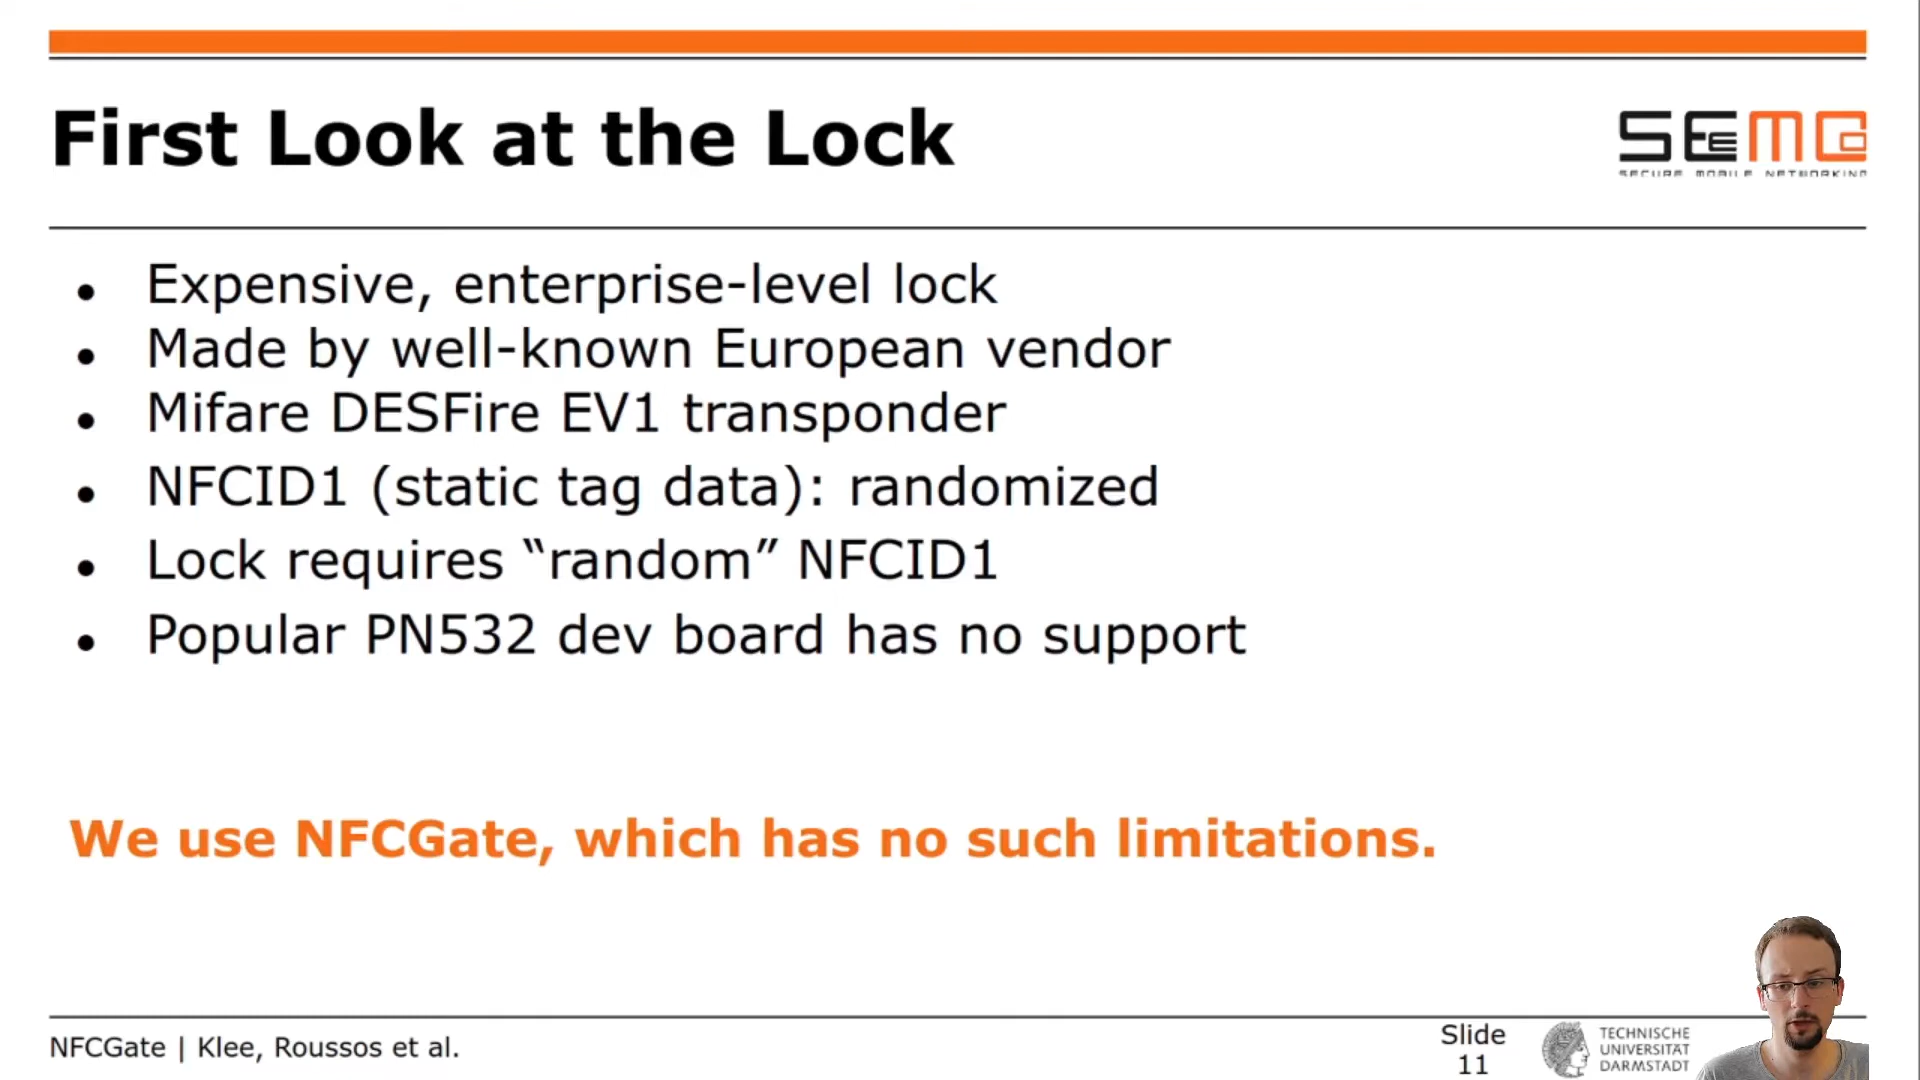 First Look at the Lock
SEEMOO
SECURE MOBILE NETWORKING
• Expensive, enterprise-level lock
• Made by well-known European vendor
• Mifare DESFire EV1 transponder
• NFCID1 (static tag data): randomized
• Lock requires “random” NFCID1
• Popular PN532 dev board has no support
We use NFCGate, which has no such limitations.
NFCGate | Klee, Roussos et al.
Slide
11
TECHNISCHE
UNIVERSITÄT
DARMSTADT